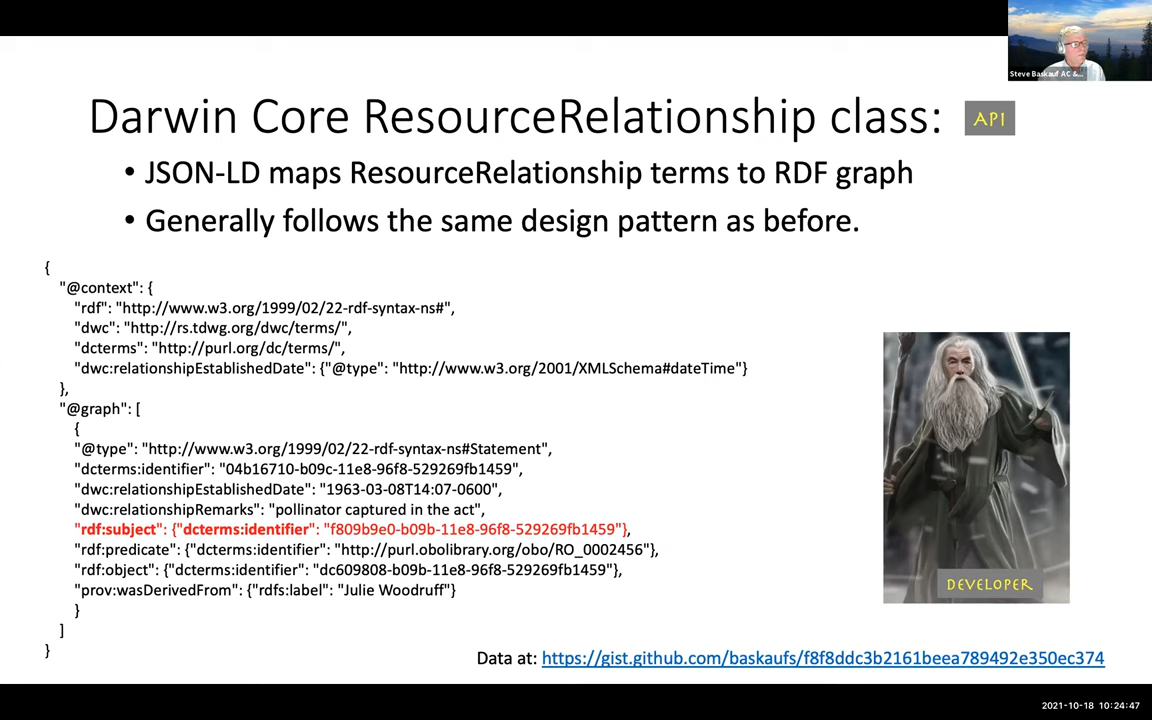 Steve Baskauf AC &...
Darwin Core ResourceRelationship class:
API
• JSON-LD maps ResourceRelationship terms to RDF graph
• Generally follows the same design pattern as before.
{
"@context": {
"rdf": "http://www.w3.org/1999/02/22-rdf-syntax-ns#",
"dwc": "http://rs.tdwg.org/dwc/terms/",
"dcterms": "http://purl.org/dc/terms/",
"dwc:relationshipEstablishedDate": {"@type": "http://www.w3.org/2001/XMLSchema#dateTime"}
},
"@graph": [
{
"@type": "http://www.w3.org/1999/02/22-rdf-syntax-ns#Statement",
"dcterms:identifier": "04b16710-b09c-11e8-96f8-529269fb1459",
"dwc:relationshipEstablishedDate": "1963-03-08T14:07-0600",
"dwc:relationshipRemarks": "pollinator captured in the act",
"rdf:subject": {"dcterms:identifier": "f809b9e0-b09b-11e8-96f8-529269fb1459"},
"rdf:predicate": {"dcterms:identifier": "http://purl.obolibrary.org/obo/RO_0002456"},
"rdf:object": {"dcterms:identifier": "dc609808-b09b-11e8-96f8-529269fb1459"},
"prov:wasDerivedFrom": {"rdfs:label": "Julie Woodruff"}
}
]
}
DEVELOPER
Data at: https://gist.github.com/baskaufs/f8f8ddc3b2161beea789492e350ec374
2021-10-18 10:24:47